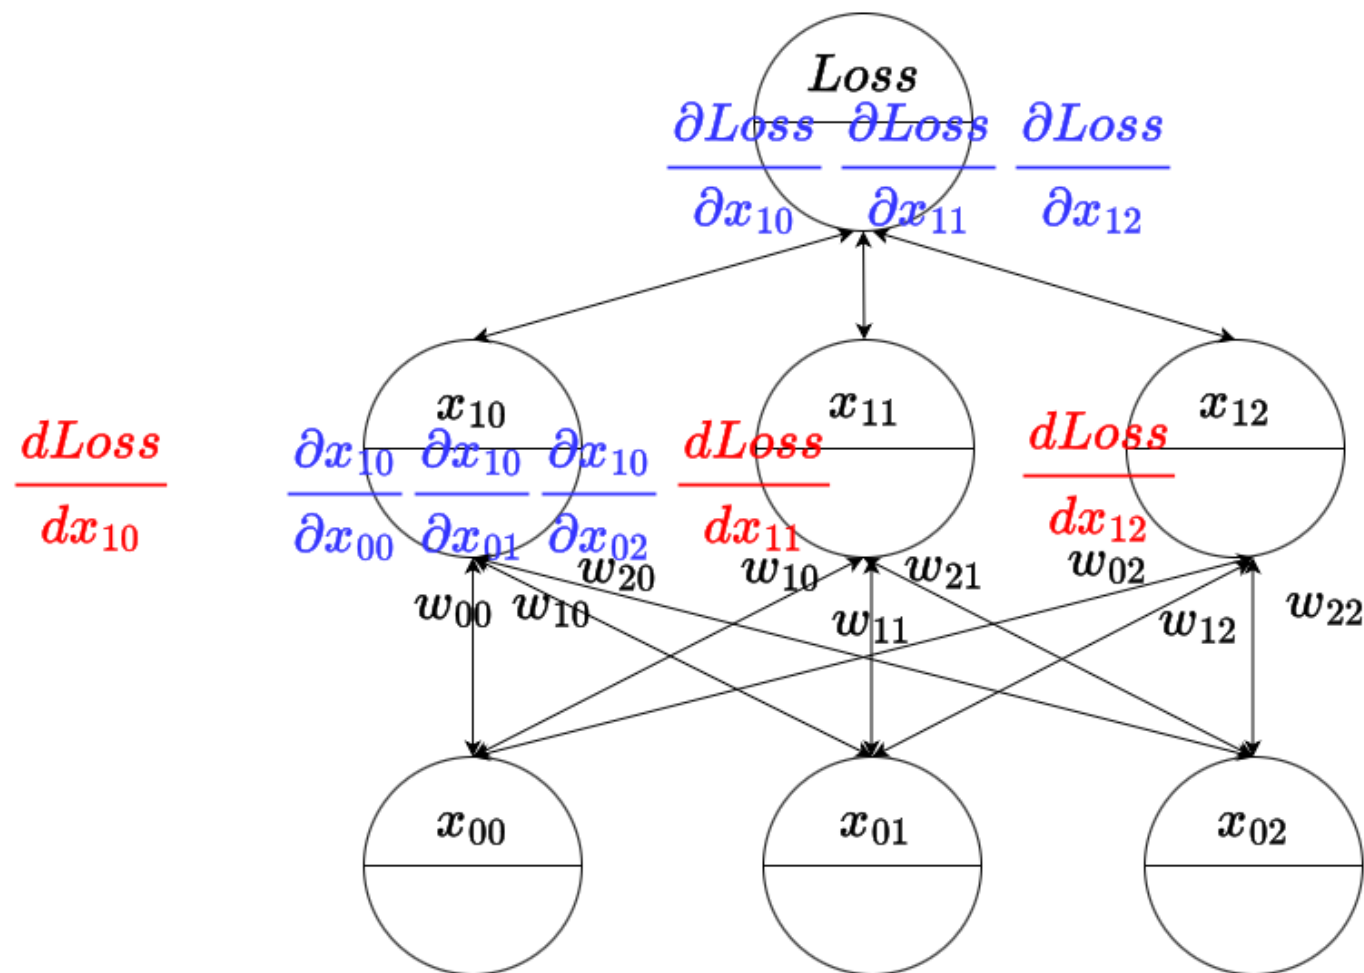 Loss
∂Loss/∂x₁₀ ∂Loss/∂x₁₁ ∂Loss/∂x₁₂
x₁₀ x₁₁ x₁₂
dLoss/dx₁₀ ∂x₁₀/∂x₀₀ ∂x₁₀/∂x₀₁ ∂x₁₀/∂x₀₂ dLoss/dx₁₁ dLoss/dx₁₂
w₂₀ w₁₀ w₂₁ w₀₂
w₀₀ w₁₀ w₁₁ w₁₂ w₂₂
x₀₀ x₀₁ x₀₂